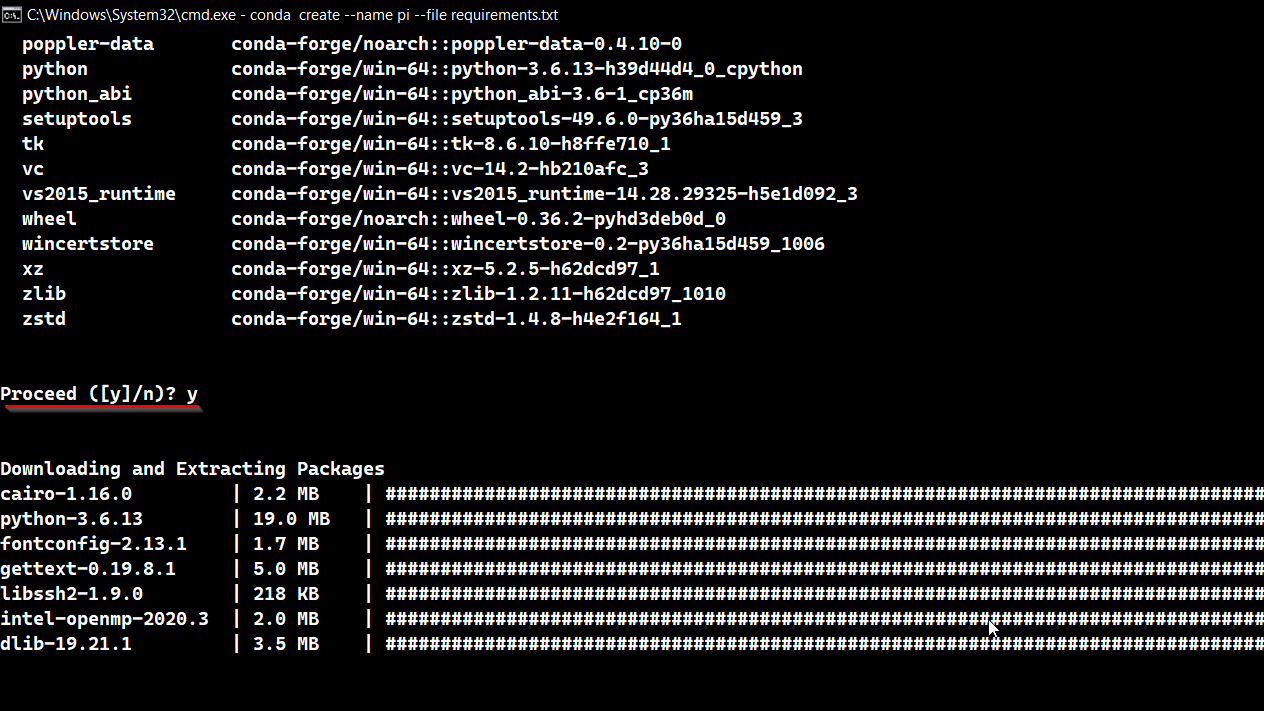 C:\Windows\System32\cmd.exe - conda  create --name pi --file requirements.txt
poppler-data       conda-forge/noarch::poppler-data-0.4.10-0
python             conda-forge/win-64::python-3.6.13-h39d44d4_0_cpython
python_abi         conda-forge/win-64::python_abi-3.6-1_cp36m
setuptools         conda-forge/win-64::setuptools-49.6.0-py36ha15d459_3
tk                 conda-forge/win-64::tk-8.6.10-h8ffe710_1
vc                 conda-forge/win-64::vc-14.2-hb210afc_3
vs2015_runtime     conda-forge/win-64::vs2015_runtime-14.28.29325-h5e1d092_3
wheel              conda-forge/noarch::wheel-0.36.2-pyhd3deb0d_0
wincertstore       conda-forge/win-64::wincertstore-0.2-py36ha15d459_1006
xz                 conda-forge/win-64::xz-5.2.5-h62dcd97_1
zlib               conda-forge/win-64::zlib-1.2.11-h62dcd97_1010
zstd               conda-forge/win-64::zstd-1.4.8-h4e2f164_1
Proceed ([y]/n)? y
Downloading and Extracting Packages
cairo-1.16.0         | 2.2 MB    | ################################################################################
python-3.6.13        | 19.0 MB   | ################################################################################
fontconfig-2.13.1    | 1.7 MB    | ################################################################################
gettext-0.19.8.1     | 5.0 MB    | ################################################################################
libssh2-1.9.0        | 218 KB    | ################################################################################
intel-openmp-2020.3  | 2.0 MB    | ################################################################################
dlib-19.21.1         | 3.5 MB    | ################################################################################